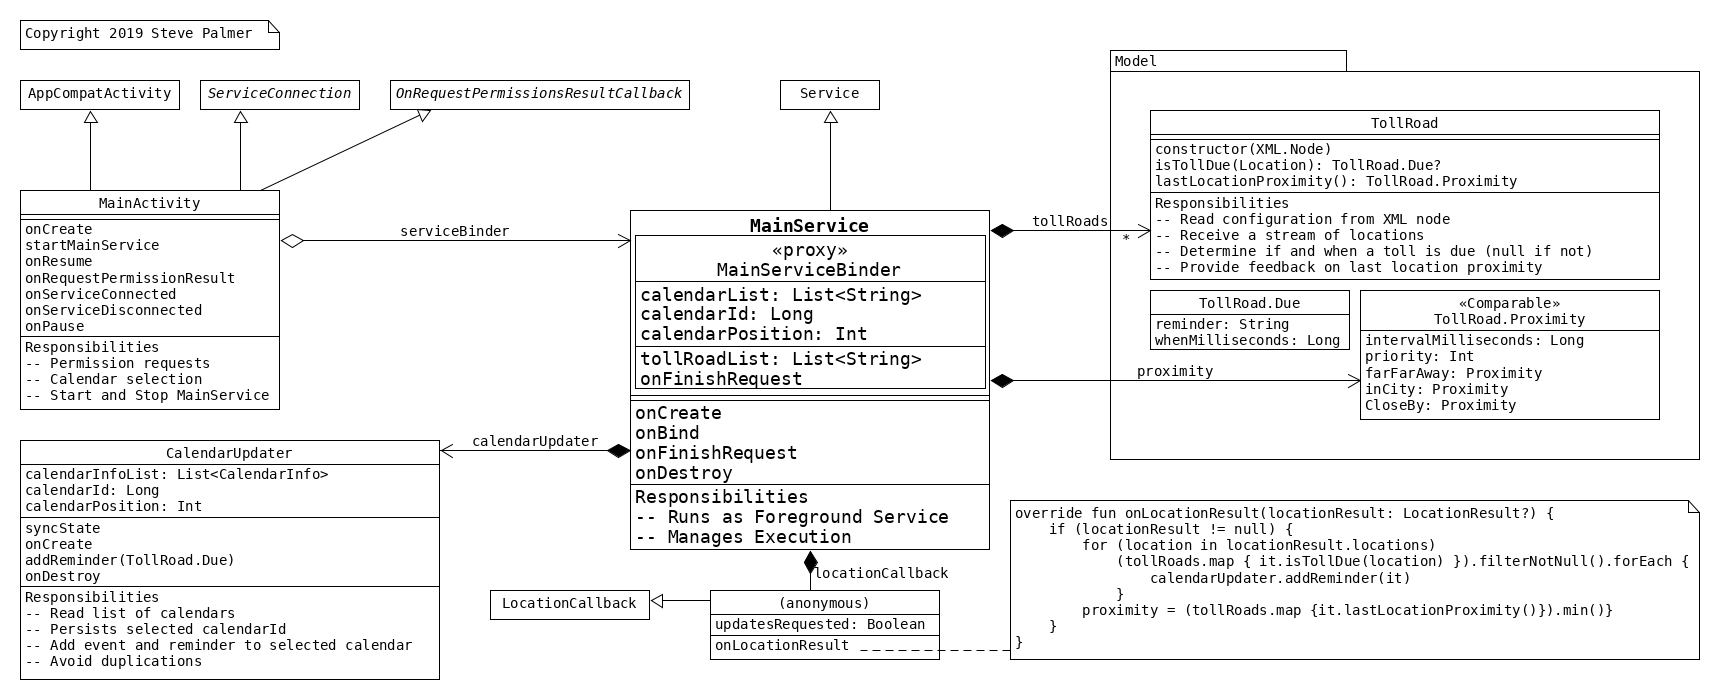 Copyright 2019 Steve Palmer
AppCompatActivity
ServiceConnection
OnRequestPermissionsResultCallback
Service
MainActivity
onCreate
startMainService
onResume
onRequestPermissionResult
onServiceConnected
onServiceDisconnected
onPause
Responsibilities
-- Permission requests
-- Calendar selection
-- Start and Stop MainService
serviceBinder
MainService
«proxy»
MainServiceBinder
calendarList: List<String>
calendarId: Long
calendarPosition: Int
tollRoadList: List<String>
onFinishRequest
onCreate
onBind
onFinishRequest
onDestroy
Responsibilities
-- Runs as Foreground Service
-- Manages Execution
tollRoads
*
proximity
Model
TollRoad
constructor(XML.Node)
isTollDue(Location): TollRoad.Due?
lastLocationProximity(): TollRoad.Proximity
Responsibilities
-- Read configuration from XML node
-- Receive a stream of locations
-- Determine if and when a toll is due (null if not)
-- Provide feedback on last location proximity
TollRoad.Due
reminder: String
whenMilliseconds: Long
«Comparable»
TollRoad.Proximity
intervalMilliseconds: Long
priority: Int
farFarAway: Proximity
inCity: Proximity
CloseBy: Proximity
calendarUpdater
CalendarUpdater
calendarInfoList: List<CalendarInfo>
calendarId: Long
calendarPosition: Int
syncState
onCreate
addReminder(TollRoad.Due)
onDestroy
Responsibilities
-- Read list of calendars
-- Persists selected calendarId
-- Add event and reminder to selected calendar
-- Avoid duplications
locationCallback
LocationCallback
(anonymous)
updatesRequested: Boolean
onLocationResult
override fun onLocationResult(locationResult: LocationResult?) {
    if (locationResult != null) {
        for (location in locationResult.locations)
            (tollRoads.map { it.isTollDue(location) }).filterNotNull().forEach {
                calendarUpdater.addReminder(it)
            }
        proximity = (tollRoads.map {it.lastLocationProximity()}).min()}
    }
}